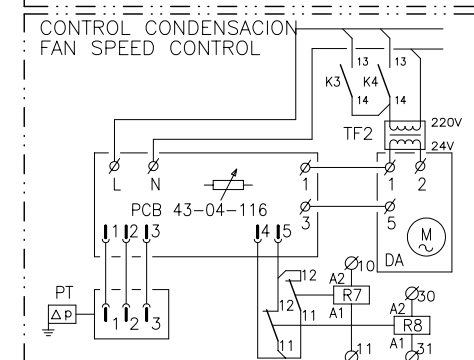 CONTROL CONDENSACION
FAN SPEED CONTROL
13
13
K3
K4
14
14
TF2
220V
24V
L
N
1
1
2
PCB 43-04-116
3
5
M
DA
1
2
3
4
5
PT
Δp
1
2
3
12
11
12
11
A2
10
R7
A1
11
A2
30
R8
A1
31